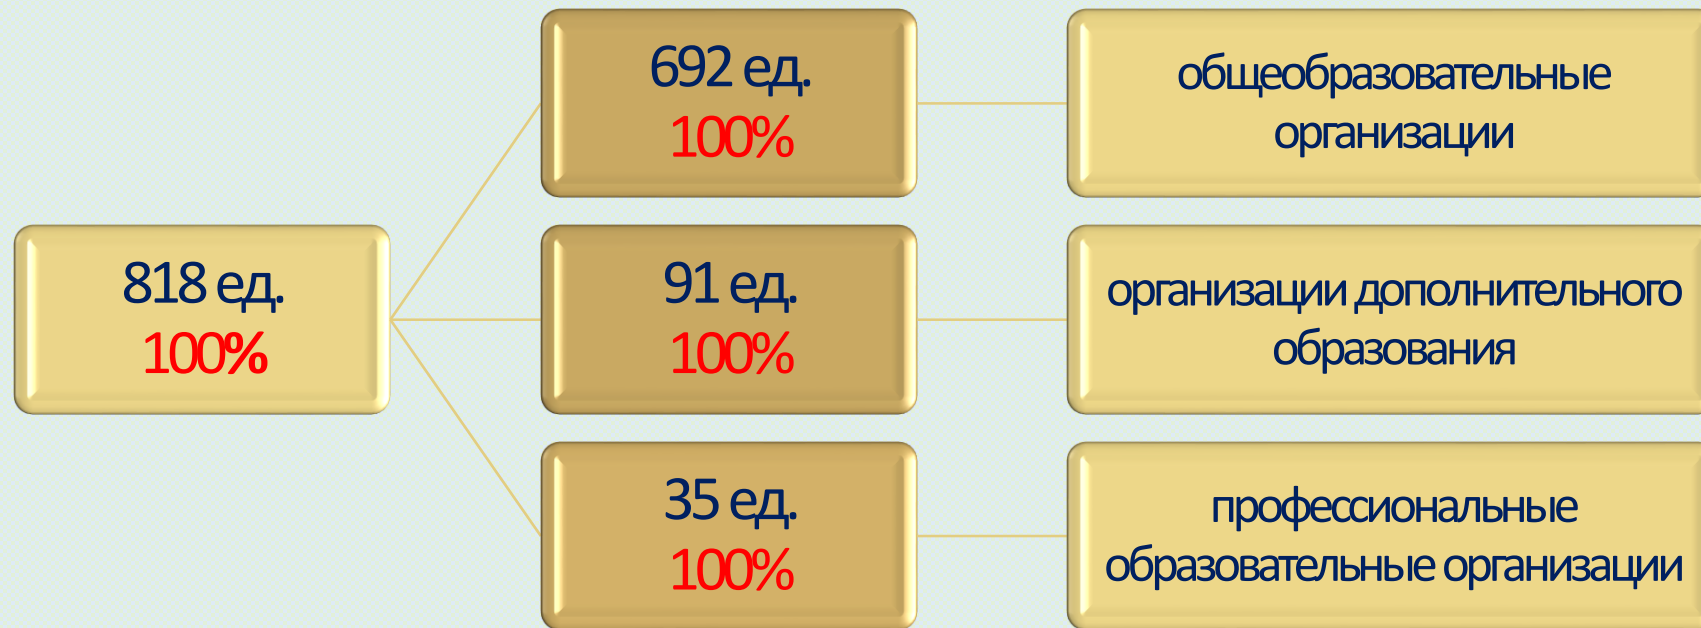 818 ед.
100%
692 ед.
100%
общеобразовательные
организации
91 ед.
100%
организации дополнительного
образования
35 ед.
100%
профессиональные
образовательные организации